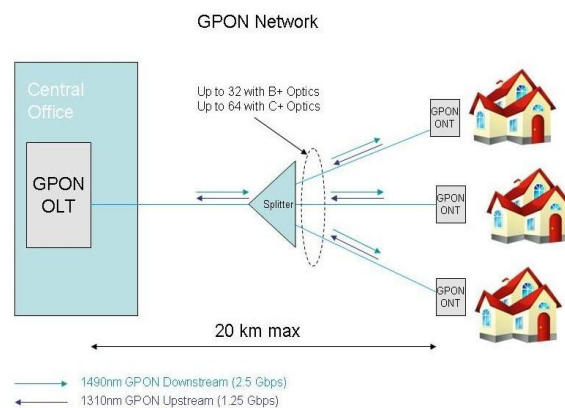 GPON Network
Central
Office
GPON
OLT
Up to 32 with B+ Optics
Up to 64 with C+ Optics
Splitter
GPON
ONT
GPON
ONT
GPON
ONT
20 km max
1490nm GPON Downstream (2.5 Gbps)
1310nm GPON Upstream (1.25 Gbps)